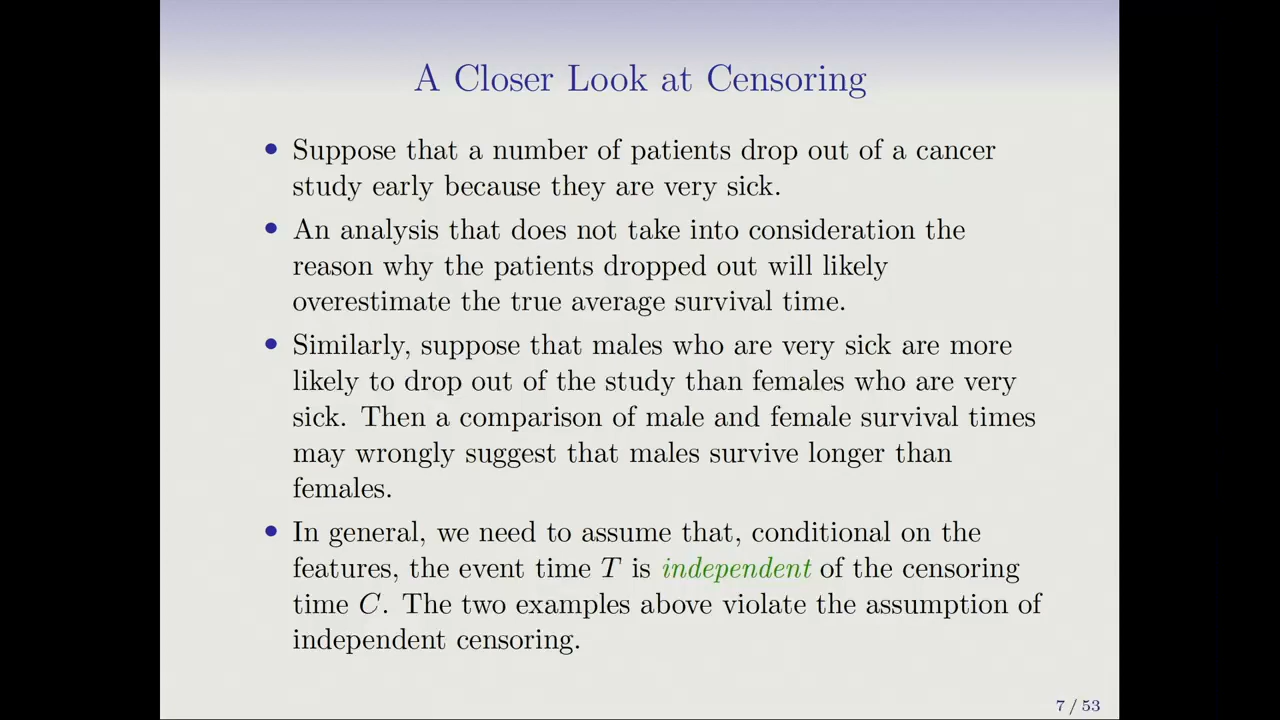 A Closer Look at Censoring
• Suppose that a number of patients drop out of a cancer
study early because they are very sick.
• An analysis that does not take into consideration the
reason why the patients dropped out will likely
overestimate the true average survival time.
• Similarly, suppose that males who are very sick are more
likely to drop out of the study than females who are very
sick. Then a comparison of male and female survival times
may wrongly suggest that males survive longer than
females.
• In general, we need to assume that, conditional on the
features, the event time T is independent of the censoring
time C. The two examples above violate the assumption of
independent censoring.
7 / 53